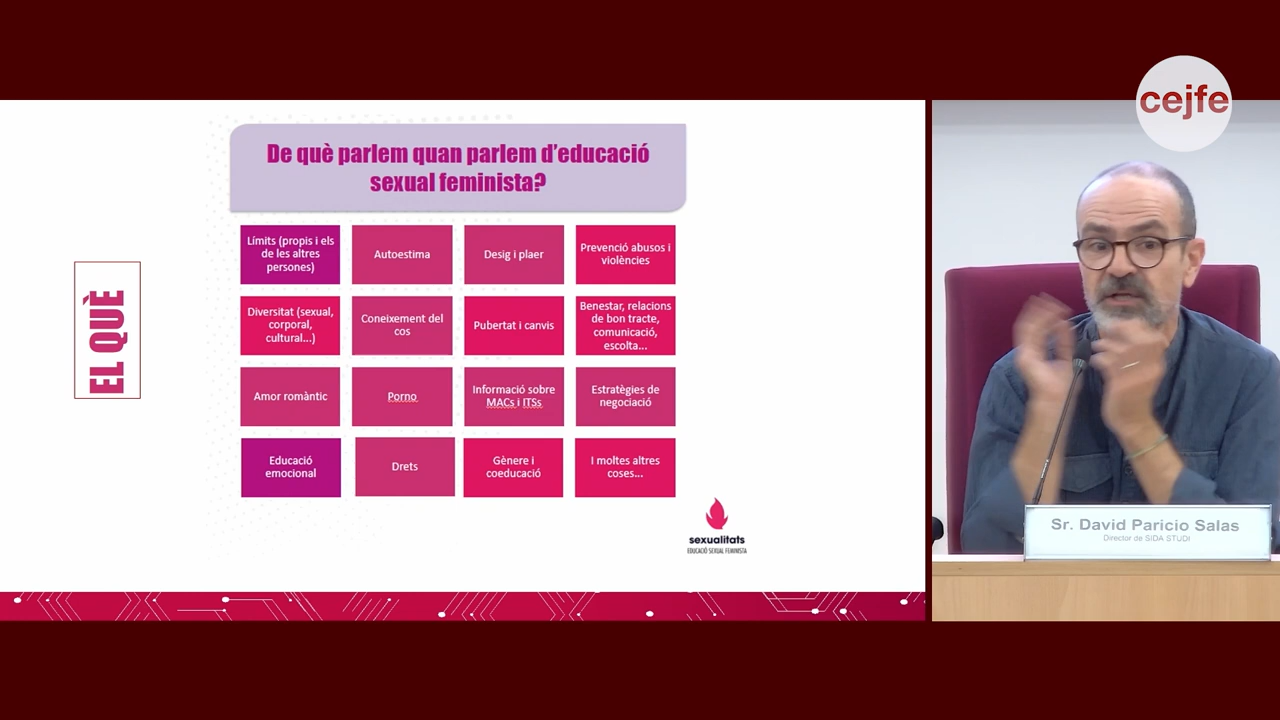 cejfe
De què parlem quan parlem d'educació
sexual feminista?
EL QUÈ
Límits (propis i els
de les altres
persones)
Autoestima
Desig i plaer
Prevenció abusos i
violències
Diversitat (sexual,
corporal,
cultural...)
Coneixement del
cos
Pubertat i canvis
Benestar, relacions
de bon tracte,
comunicació,
escolta...
Amor romàntic
Porno
Informació sobre
MACs i ITSs
Estratègies de
negociació
Educació
emocional
Drets
Gènere i
coeducació
I moltes altres
coses...
sexualitats
EDUCACIÓ SEXUAL FEMINISTA
Sr. David Paricio Salas
Director de SIDA STUDI